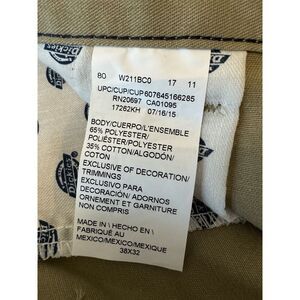 80 W211BC0 17 11
UPC/CUP/CUP 607645166285
RN20697 CA01095
17262KH 07/16/15
BODY/CUERPO/L'ENSEMBLE
65% POLYESTER/
POLIÉSTER/POLYESTER
35% COTTON/ALGODÓN/
COTON
EXCLUSIVE OF DECORATION/
TRIMMINGS
EXCLUSIVO PARA
DECORACIÓN/ ADORNOS
ORNEMENT ET GARNITURE
NON COMPRIS
MADE IN \ HECHO EN \
FABRIQUÉ AU
MEXICO/MEXICO/MEXIQUE
38X32
Dickies